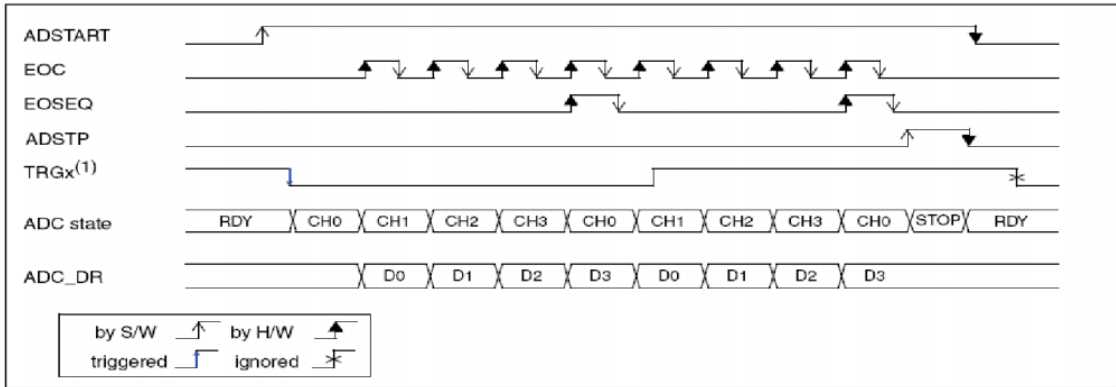 ADSTART
EOC
EOSEQ
ADSTP
TRGx(1)
ADC state RDY CH0 CH1 CH2 CH3 CH0 CH1 CH2 CH3 CH0 STOP RDY
ADC_DR D0 D1 D2 D3 D0 D1 D2 D3
by S/W by H/W
triggered ignored